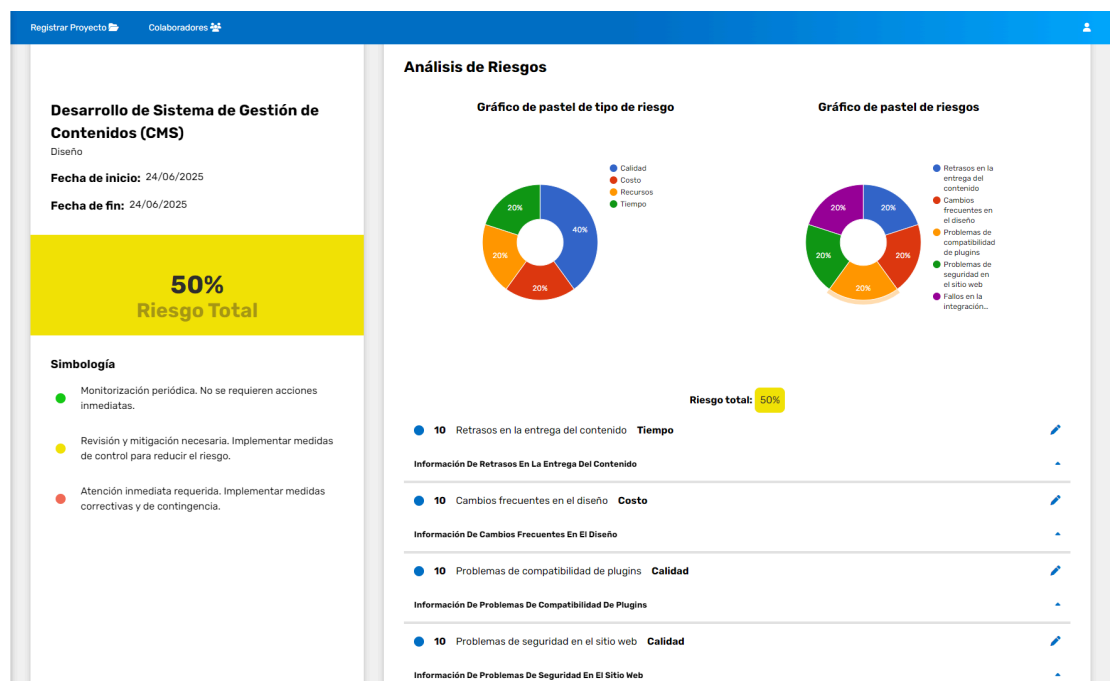 Registrar Proyecto
Colaboradores
Desarrollo de Sistema de Gestión de
Contenidos (CMS)
Diseño
Fecha de inicio: 24/06/2025
Fecha de fin: 24/06/2025
50%
Riesgo Total
Simbología
Monitorización periódica. No se requieren acciones
inmediatas.
Revisión y mitigación necesaria. Implementar medidas
de control para reducir el riesgo.
Atención inmediata requerida. Implementar medidas
correctivas y de contingencia.
Análisis de Riesgos
Gráfico de pastel de tipo de riesgo
40%
20%
20%
20%
Calidad
Costo
Recursos
Tiempo
Gráfico de pastel de riesgos
20%
20%
20%
20%
20%
Retrasos en la
entrega del
contenido
Cambios
frecuentes en
el diseño
Problemas de
compatibilidad
de plugins
Problemas de
seguridad en
el sitio web
Fallos en la
integración...
Riesgo total: 50%
10 Retrasos en la entrega del contenido Tiempo
Información De Retrasos En La Entrega Del Contenido
10 Cambios frecuentes en el diseño Costo
Información De Cambios Frecuentes En El Diseño
10 Problemas de compatibilidad de plugins Calidad
Información De Problemas De Compatibilidad De Plugins
10 Problemas de seguridad en el sitio web Calidad
Información De Problemas De Seguridad En El Sitio Web